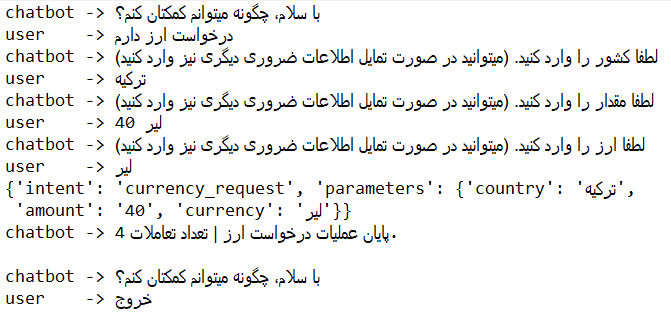 chatbot -> با سلام، چگونه میتوانم کمکتان کنم؟
user -> درخواست ارز دارم
chatbot -> لطفا کشور را وارد کنید. (میتوانید در صورت تمایل اطلاعات ضروری دیگری نیز وارد کنید)
user -> ترکیه
chatbot -> لطفا مقدار را وارد کنید. (میتوانید در صورت تمایل اطلاعات ضروری دیگری نیز وارد کنید)
user -> 40 لیر
chatbot -> لطفا ارز را وارد کنید. (میتوانید در صورت تمایل اطلاعات ضروری دیگری نیز وارد کنید)
user -> لیر
{'intent': 'currency_request', 'parameters': {'country': 'ترکیه',
'amount': '40', 'currency': 'لیر'}}
chatbot -> پایان عملیات درخواست ارز | تعداد تعاملات 4.
chatbot -> با سلام، چگونه میتوانم کمکتان کنم؟
user -> خروج